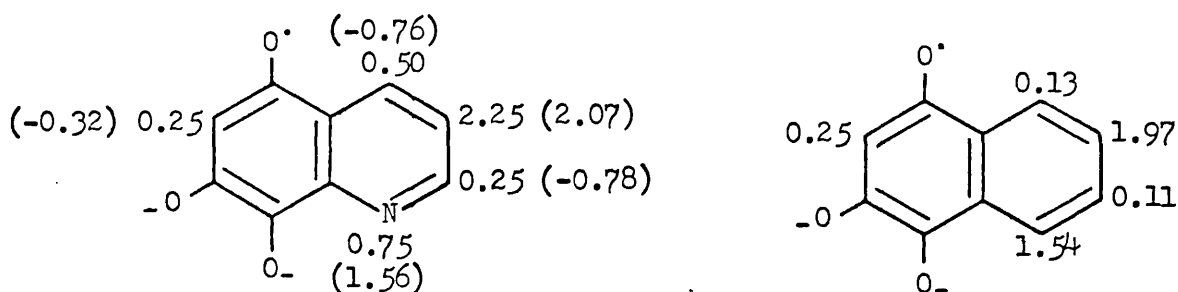 O· (-0.76) O·
0.50 0.13
(-0.32) 0.25 2.25 (2.07) 0.25 1.97
-O 0.25 (-0.78) -O 0.11
N
0.75 1.54
O- (1.56) O-